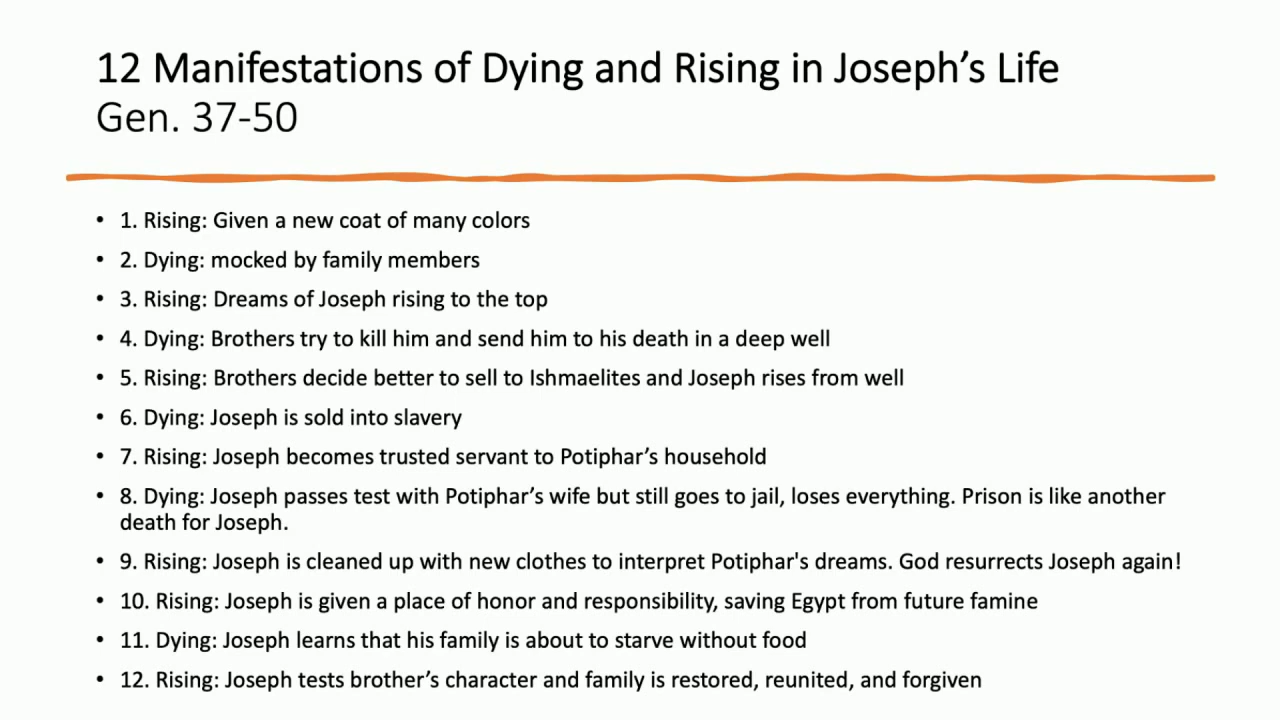 12 Manifestations of Dying and Rising in Joseph’s Life
Gen. 37-50
• 1. Rising: Given a new coat of many colors
• 2. Dying: mocked by family members
• 3. Rising: Dreams of Joseph rising to the top
• 4. Dying: Brothers try to kill him and send him to his death in a deep well
• 5. Rising: Brothers decide better to sell to Ishmaelites and Joseph rises from well
• 6. Dying: Joseph is sold into slavery
• 7. Rising: Joseph becomes trusted servant to Potiphar’s household
• 8. Dying: Joseph passes test with Potiphar’s wife but still goes to jail, loses everything. Prison is like another
death for Joseph.
• 9. Rising: Joseph is cleaned up with new clothes to interpret Potiphar's dreams. God resurrects Joseph again!
• 10. Rising: Joseph is given a place of honor and responsibility, saving Egypt from future famine
• 11. Dying: Joseph learns that his family is about to starve without food
• 12. Rising: Joseph tests brother’s character and family is restored, reunited, and forgiven